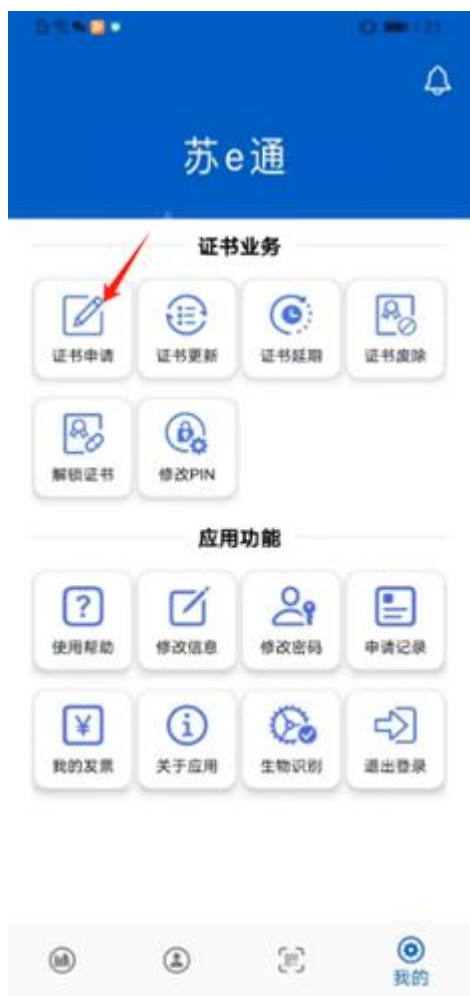 苏e通
证书业务
证书申请 证书更新 证书延期 证书废除
解锁证书 修改PIN
应用功能
使用帮助 修改信息 修改密码 申请记录
我的发票 关于应用 生物识别 退出登录
我的